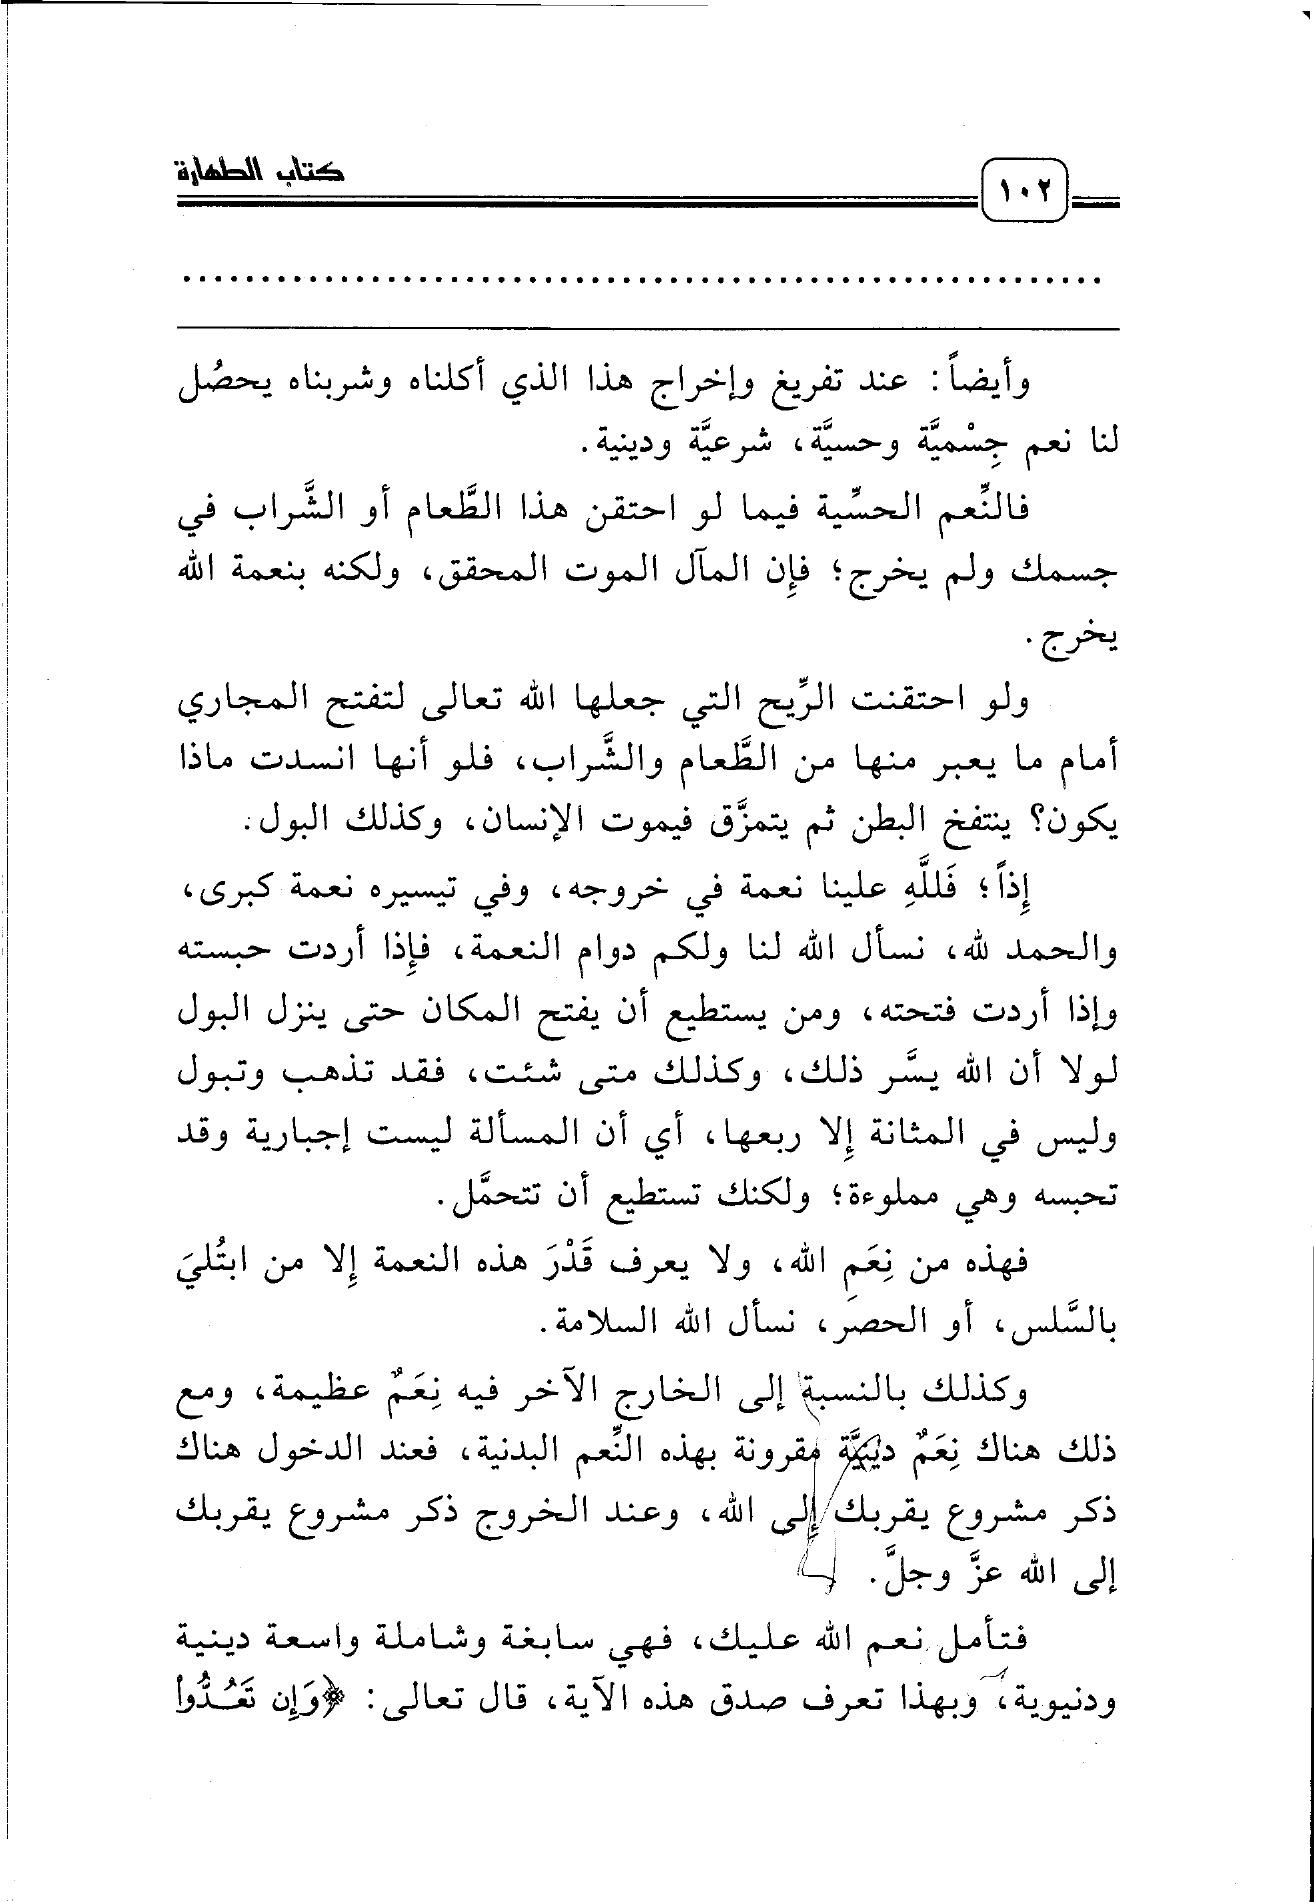 كتاب الطهارة
١٠٢
وأيضاً: عند تفريغ وإخراج هذا الذي أكلناه وشربناه يحصُل
لنا نعم جِسْميَّة وحسيَّة، شرعيَّة ودينية.
فالنِّعم الحسِّية فيما لو احتقن هذا الطَّعام أو الشَّراب في
جسمك ولم يخرج؛ فإِن المآل الموت المحقق، ولكنه بنعمة الله
يخرج.
ولو احتقنت الرِّيح التي جعلها الله تعالى لتفتح المجاري
أمام ما يعبر منها من الطَّعام والشَّراب، فلو أنها انسدت ماذا
يكون؟ ينتفخ البطن ثم يتمزَّق فيموت الإنسان، وكذلك البول.
إِذاً؛ فَللَّهِ علينا نعمة في خروجه، وفي تيسيره نعمة كبرى،
والحمد لله، نسأل الله لنا ولكم دوام النعمة، فإِذا أردت حبسته
وإذا أردت فتحته، ومن يستطيع أن يفتح المكان حتى ينزل البول
لولا أن الله يسَّر ذلك، وكذلك متى شئت، فقد تذهب وتبول
وليس في المثانة إِلا ربعها، أي أن المسألة ليست إجبارية وقد
تحبسه وهي مملوءة؛ ولكنك تستطيع أن تتحمَّل.
فهذه من نِعَمِ الله، ولا يعرف قَدْرَ هذه النعمة إِلا من ابتُليَ
بالسَّلس، أو الحصَر، نسأل الله السلامة.
وكذلك بالنسبة إلى الخارج الآخر فيه نِعَمٌ عظيمة، ومع
ذلك هناك نِعَمٌ دينيَّة مقرونة بهذه النِّعم البدنية، فعند الدخول هناك
ذكر مشروع يقربك إلى الله، وعند الخروج ذكر مشروع يقربك
إلى الله عزَّ وجلَّ.
فتأمل نعم الله عليك، فهي سابغة وشاملة واسعة دينية
ودنيوية، وبهذا تعرف صدق هذه الآية، قال تعالى: ﴿وَإِن تَعُدُّواْ